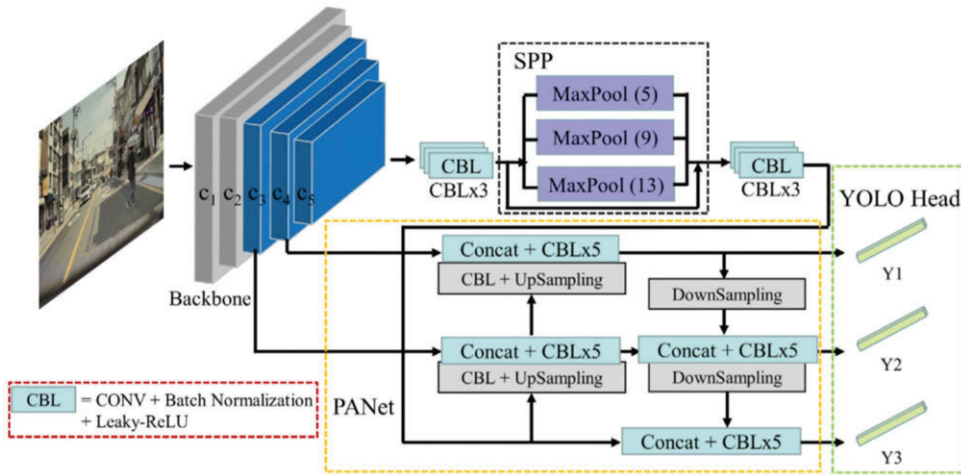 SPP
MaxPool (5)
MaxPool (9)
MaxPool (13)
CBL
CBLx3
CBL
CBLx3
c1
c2
c3
c4
c5
Backbone
YOLO Head
Concat + CBLx5
CBL + UpSampling
DownSampling
Y1
Concat + CBLx5
CBL + UpSampling
Concat + CBLx5
DownSampling
Y2
PANet
Concat + CBLx5
Y3
CBL = CONV + Batch Normalization
+ Leaky-ReLU